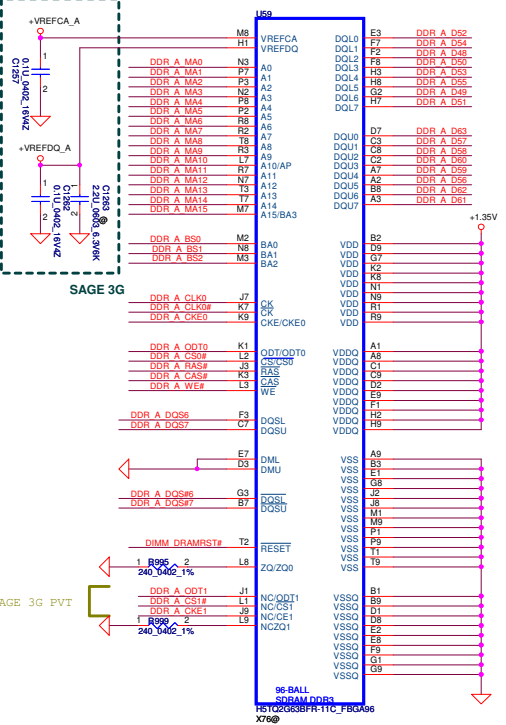 U59
+VREFCA_A
1
2
C1257
0.1U_0402_16V4Z
+VREFDQ_A
1
2
C1262
0.1U_0402_16V4Z
1
2
C1263
2.2U_0603_6.3V6K
@
SAGE 3G
M8 VREFCA
H1 VREFDQ
DDR_A_MA0 N3 A0
DDR_A_MA1 P7 A1
DDR_A_MA2 P3 A2
DDR_A_MA3 N2 A3
DDR_A_MA4 P8 A4
DDR_A_MA5 P2 A5
DDR_A_MA6 R8 A6
DDR_A_MA7 R2 A7
DDR_A_MA8 T8 A8
DDR_A_MA9 R3 A9
DDR_A_MA10 L7 A10/AP
DDR_A_MA11 R7 A11
DDR_A_MA12 N7 A12
DDR_A_MA13 T3 A13
DDR_A_MA14 T7 A14
DDR_A_MA15 M7 A15/BA3
DDR_A_BS0 M2 BA0
DDR_A_BS1 N8 BA1
DDR_A_BS2 M3 BA2
DDR_A_CLK0 J7 CK
DDR_A_CLK0# K7 CK
DDR_A_CKE0 K9 CKE/CKE0
DDR_A_ODT0 K1 ODT/ODT0
DDR_A_CS0# L2 CS/CS0
DDR_A_RAS# J3 RAS
DDR_A_CAS# K3 CAS
DDR_A_WE# L3 WE
DDR_A_DQS6 F3 DQSL
DDR_A_DQS7 C7 DQSU
E7 DML
D3 DMU
DDR_A_DQS#6 G3 DQSL
DDR_A_DQS#7 B7 DQSU
DIMM_DRAMRST# T2 RESET
1 R995 2 L8 ZQ/ZQ0
240_0402_1%
DDR_A_ODT1 J1 NC/ODT1
DDR_A_CS1# L1 NC/CS1
DDR_A_CKE1 J9 NC/CE1
1 R999 2 L9 NCZQ1
240_0402_1%
AGE 3G PVT
DQL0 E3 DDR_A_D52
DQL1 F7 DDR_A_D54
DQL2 F2 DDR_A_D48
DQL3 F8 DDR_A_D50
DQL4 H3 DDR_A_D53
DQL5 H8 DDR_A_D55
DQL6 G2 DDR_A_D49
DQL7 H7 DDR_A_D51
DQU0 D7 DDR_A_D63
DQU1 C3 DDR_A_D57
DQU2 C8 DDR_A_D58
DQU3 C2 DDR_A_D60
DQU4 A7 DDR_A_D59
DQU5 A2 DDR_A_D56
DQU6 B8 DDR_A_D62
DQU7 A3 DDR_A_D61
+1.35V
VDD B2
VDD D9
VDD G7
VDD K2
VDD K8
VDD N1
VDD N9
VDD R1
VDD R9
VDDQ A1
VDDQ A8
VDDQ C1
VDDQ C9
VDDQ D2
VDDQ E9
VDDQ F1
VDDQ H2
VDDQ H9
VSS A9
VSS B3
VSS E1
VSS G8
VSS J2
VSS J8
VSS M1
VSS M9
VSS P1
VSS P9
VSS T1
VSS T9
VSSQ B1
VSSQ B9
VSSQ D1
VSSQ D8
VSSQ E2
VSSQ E8
VSSQ F9
VSSQ G1
VSSQ G9
96-BALL
SDRAM DDR3
H5TQ2G63BFR-11C_FBGA96
X76@